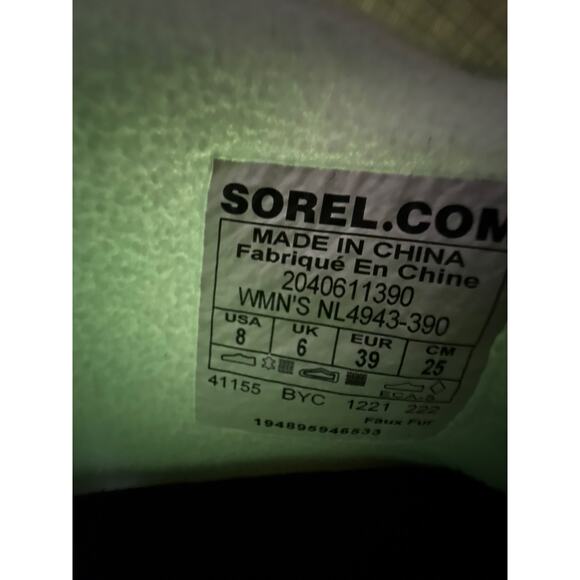 SOREL.COM
MADE IN CHINA
Fabriqué En Chine
2040611390
WMN'S NL4943-390
USA UK EUR CM
8 6 39 25
ECA-S
41155 BYC 1221 222
Faux Fur
194895946533